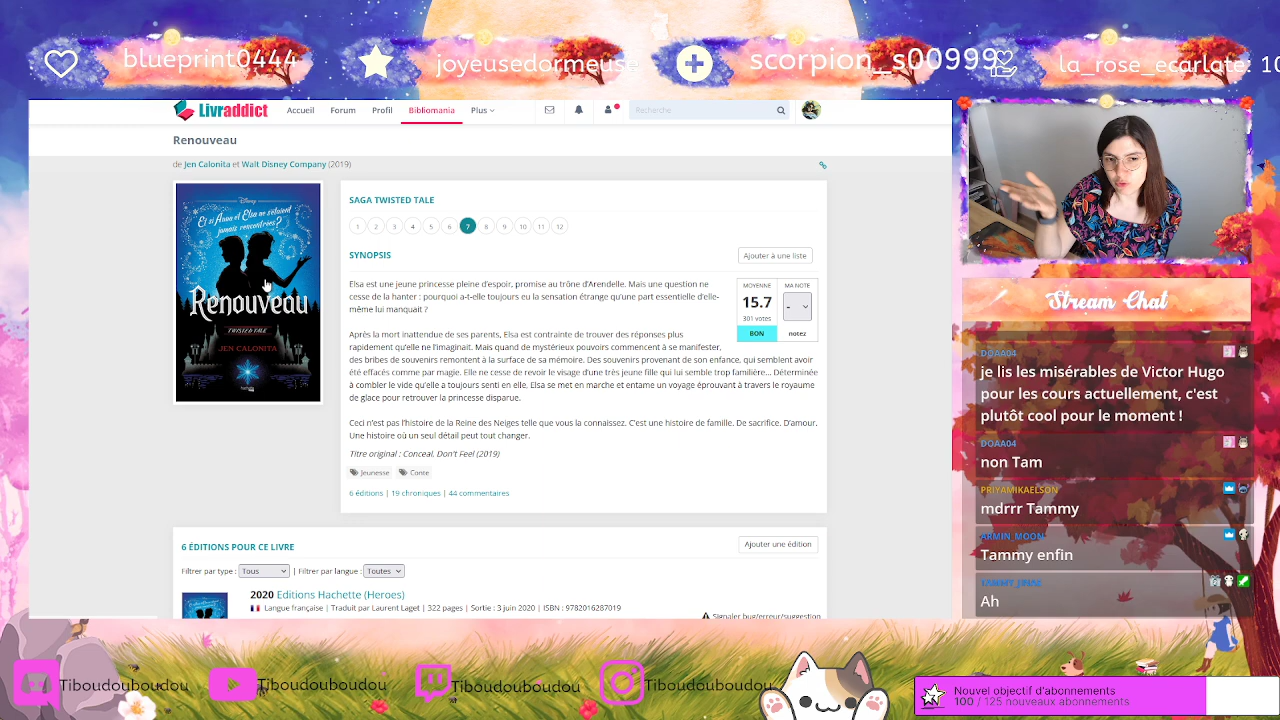 blueprint0444
joyeusedormeuse
scorpion_s00999
la_rose_ecarlate: 10
Livraddict
Accueil
Forum
Profil
Bibliomania
Plus
Recherche
Renouveau
de Jen Calonita et Walt Disney Company (2019)
Disney
Et si Anna et Elsa ne s'étaient
jamais rencontrées?
Renouveau
TWISTED TALE
JEN CALONITA
SAGA TWISTED TALE
1 2 3 4 5 6 7 8 9 10 11 12
SYNOPSIS
Ajouter à une liste
Elsa est une jeune princesse pleine d'espoir, promise au trône d'Arendelle. Mais une question ne
cesse de la hanter : pourquoi a-t-elle toujours eu la sensation étrange qu'une part essentielle d'elle-
même lui manquait ?
MOYENNE
15.7
301 votes
BON
MA NOTE
-
notez
Après la mort inattendue de ses parents, Elsa est contrainte de trouver des réponses plus
rapidement qu'elle ne l'imaginait. Mais quand de mystérieux pouvoirs commencent à se manifester,
des bribes de souvenirs remontent à la surface de sa mémoire. Des souvenirs provenant de son enfance, qui semblent avoir
été effacés comme par magie. Elle ne cesse de revoir le visage d'une très jeune fille qui lui semble trop familière... Déterminée
à combler le vide qu'elle a toujours senti en elle, Elsa se met en marche et entame un voyage éprouvant à travers le royaume
de glace pour retrouver la princesse disparue.
Ceci n'est pas l'histoire de la Reine des Neiges telle que vous la connaissez. C'est une histoire de famille. De sacrifice. D'amour.
Une histoire où un seul détail peut tout changer.
Titre original : Conceal. Don't Feel (2019)
Jeunesse
Conte
6 éditions | 19 chroniques | 44 commentaires
6 ÉDITIONS POUR CE LIVRE
Ajouter une édition
Filtrer par type : Tous | Filtrer par langue : Toutes
2020 Editions Hachette (Heroes)
Langue française | Traduit par Laurent Laget | 322 pages | Sortie : 3 juin 2020 | ISBN : 9782016287019
Signaler bug/erreur/suggestion
Stream Chat
DOAA04
je lis les misérables de Victor Hugo
pour les cours actuellement, c'est
plutôt cool pour le moment !
DOAA04
non Tam
PRIYAMIKAELSON
mdrrr Tammy
ARMIN_MOON
Tammy enfin
Ah
Tiboudouboudou
Tiboudouboudou
Tiboudouboudou
Tiboudouboudou
Nouvel objectif d'abonnements
100 / 125 nouveaux abonnements